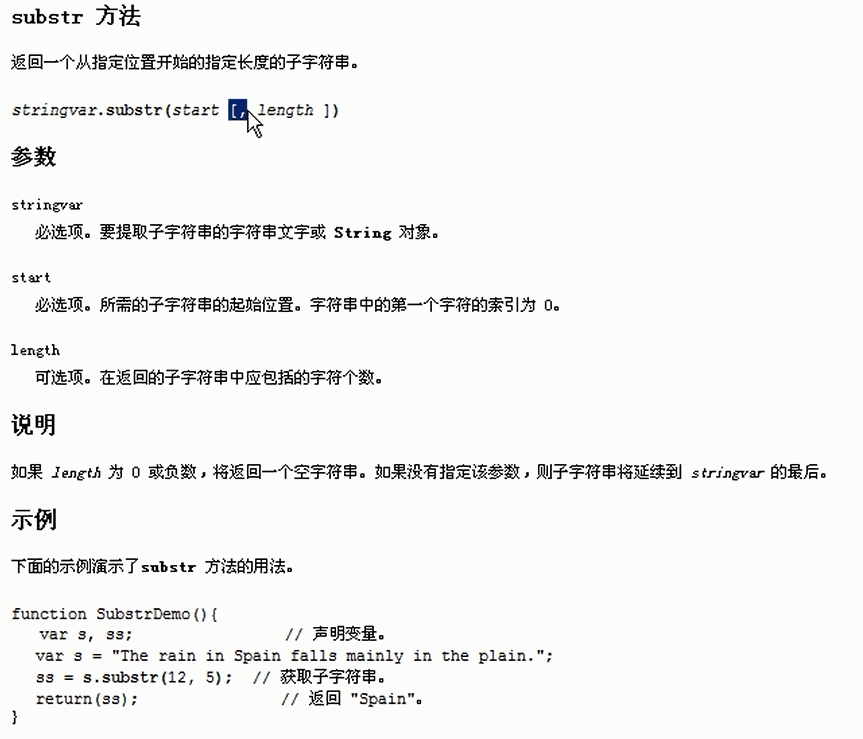 substr 方法
返回一个从指定位置开始的指定长度的子字符串。
stringvar.substr(start [, length ])
参数
stringvar
必选项。要提取子字符串的字符串文字或 String 对象。
start
必选项。所需的子字符串的起始位置。字符串中的第一个字符的索引为 0。
length
可选项。在返回的子字符串中应包括的字符个数。
说明
如果 length 为 0 或负数，将返回一个空字符串。如果没有指定该参数，则子字符串将延续到 stringvar 的最后。
示例
下面的示例演示了substr 方法的用法。
function SubstrDemo(){
var s, ss; // 声明变量。
var s = "The rain in Spain falls mainly in the plain.";
ss = s.substr(12, 5); // 获取子字符串。
return(ss); // 返回 "Spain"。
}